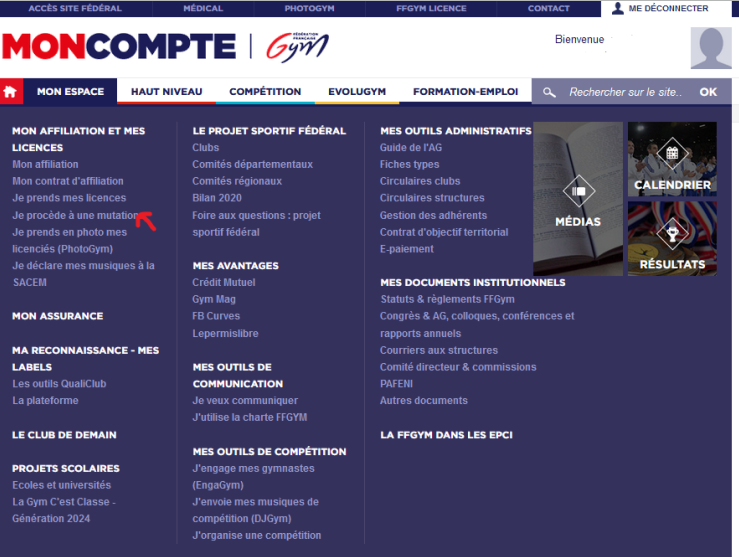 ACCÈS SITE FÉDÉRAL MÉDICAL PHOTOGYM FFGYM LICENCE CONTACT ME DÉCONNECTER
MONCOMPTE FÉDÉRATION FRANÇAISE Gym
Bienvenue
MON ESPACE HAUT NIVEAU COMPÉTITION EVOLUGYM FORMATION-EMPLOI Rechercher sur le site.. OK
MON AFFILIATION ET MES
LICENCES
Mon affiliation
Mon contrat d'affiliation
Je prends mes licences
Je procède à une mutation
Je prends en photo mes
licenciés (PhotoGym)
Je déclare mes musiques à la
SACEM
MON ASSURANCE
MA RECONNAISSANCE - MES
LABELS
Les outils QualiClub
La plateforme
LE CLUB DE DEMAIN
PROJETS SCOLAIRES
Ecoles et universités
La Gym C'est Classe -
Génération 2024
LE PROJET SPORTIF FÉDÉRAL
Clubs
Comités départementaux
Comités régionaux
Bilan 2020
Foire aux questions : projet
sportif fédéral
MES AVANTAGES
Crédit Mutuel
Gym Mag
FB Curves
Lepermislibre
MES OUTILS DE
COMMUNICATION
Je veux communiquer
J'utilise la charte FFGYM
MES OUTILS DE COMPÉTITION
J'engage mes gymnastes
(EngaGym)
J'envoie mes musiques de
compétition (DJGym)
J'organise une compétition
MES OUTILS ADMINISTRATIFS
Guide de l'AG
Fiches types
Circulaires clubs
Circulaires structures
Gestion des adhérents
Contrat d'objectif territorial
E-paiement
MES DOCUMENTS INSTITUTIONNELS
Statuts & règlements FFGym
Congrès & AG, colloques, conférences et
rapports annuels
Courriers aux structures
Comité directeur & commissions
PAFENI
Autres documents
LA FFGYM DANS LES EPCI
MÉDIAS
CALENDRIER
RÉSULTATS